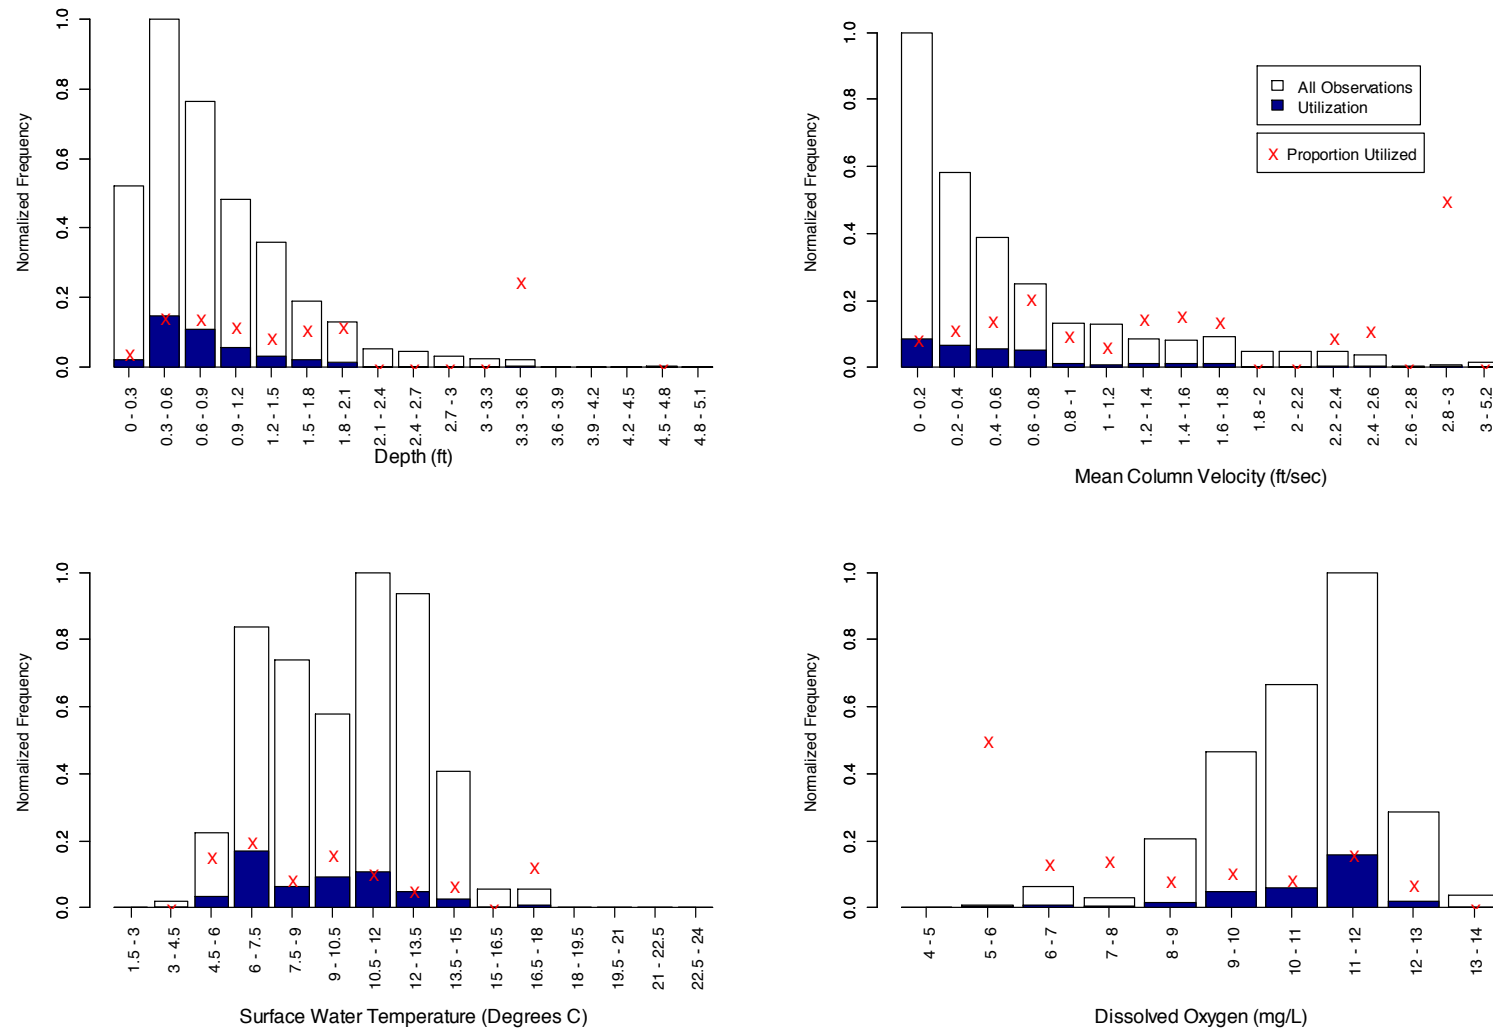 Normalized Frequency
0.0 0.2 0.4 0.6 0.8 1.0
0 - 0.3
0.3 - 0.6
0.6 - 0.9
0.9 - 1.2
1.2 - 1.5
1.5 - 1.8
1.8 - 2.1
2.1 - 2.4
2.4 - 2.7
2.7 - 3
3 - 3.3
3.3 - 3.6
3.6 - 3.9
3.9 - 4.2
4.2 - 4.5
4.5 - 4.8
4.8 - 5.1
Depth (ft)
Normalized Frequency
0.0 0.2 0.4 0.6 0.8 1.0
All Observations
Utilization
X Proportion Utilized
0 - 0.2
0.2 - 0.4
0.4 - 0.6
0.6 - 0.8
0.8 - 1
1 - 1.2
1.2 - 1.4
1.4 - 1.6
1.6 - 1.8
1.8 - 2
2 - 2.2
2.2 - 2.4
2.4 - 2.6
2.6 - 2.8
2.8 - 3
3 - 5.2
Mean Column Velocity (ft/sec)
Normalized Frequency
0.0 0.2 0.4 0.6 0.8 1.0
1.5 - 3
3 - 4.5
4.5 - 6
6 - 7.5
7.5 - 9
9 - 10.5
10.5 - 12
12 - 13.5
13.5 - 15
15 - 16.5
16.5 - 18
18 - 19.5
19.5 - 21
21 - 22.5
22.5 - 24
Surface Water Temperature (Degrees C)
Normalized Frequency
0.0 0.2 0.4 0.6 0.8 1.0
4 - 5
5 - 6
6 - 7
7 - 8
8 - 9
9 - 10
10 - 11
11 - 12
12 - 13
13 - 14
Dissolved Oxygen (mg/L)